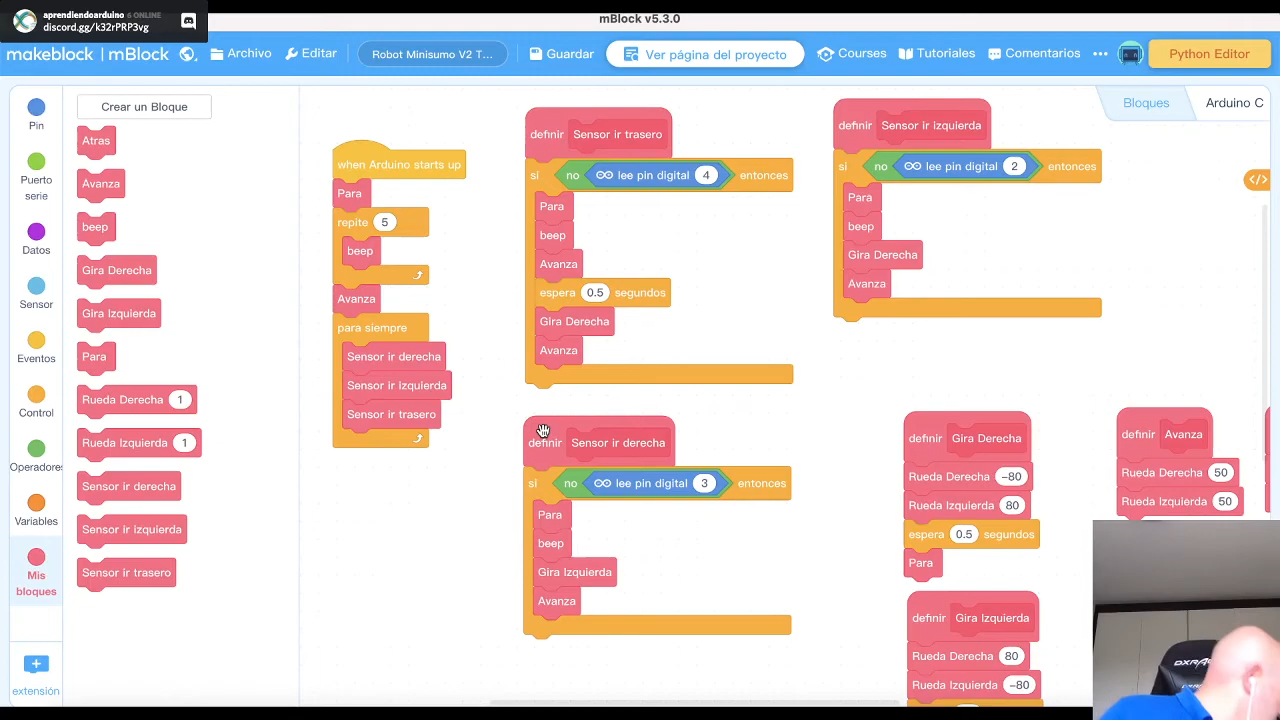 aprendiendoarduino 6 ONLINE
discord.gg/k32rPRP3vg
mBlock v5.3.0
makeblock | mBlock
Archivo
Editar
Robot Minisumo V2 T...
Guardar
Ver página del proyecto
Courses
Tutoriales
Comentarios
Python Editor
Pin
Puerto
serie
Datos
Sensor
Eventos
Control
Operadores
Variables
Mis
bloques
extensión
Crear un Bloque
Atras
Avanza
beep
Gira Derecha
Gira Izquierda
Para
Rueda Derecha 1
Rueda Izquierda 1
Sensor ir derecha
Sensor ir izquierda
Sensor ir trasero
when Arduino starts up
Para
repite 5
beep
Avanza
para siempre
Sensor ir derecha
Sensor ir izquierda
Sensor ir trasero
definir Sensor ir trasero
si no lee pin digital 4 entonces
Para
beep
Avanza
espera 0.5 segundos
Gira Derecha
Avanza
definir Sensor ir derecha
si no lee pin digital 3 entonces
Para
beep
Gira Izquierda
Avanza
definir Sensor ir izquierda
si no lee pin digital 2 entonces
Para
beep
Gira Derecha
Avanza
definir Gira Derecha
Rueda Derecha -80
Rueda Izquierda 80
espera 0.5 segundos
Para
definir Gira Izquierda
Rueda Derecha 80
Rueda Izquierda -80
definir Avanza
Rueda Derecha 50
Rueda Izquierda 50
Bloques
Arduino C
</>
DXRA